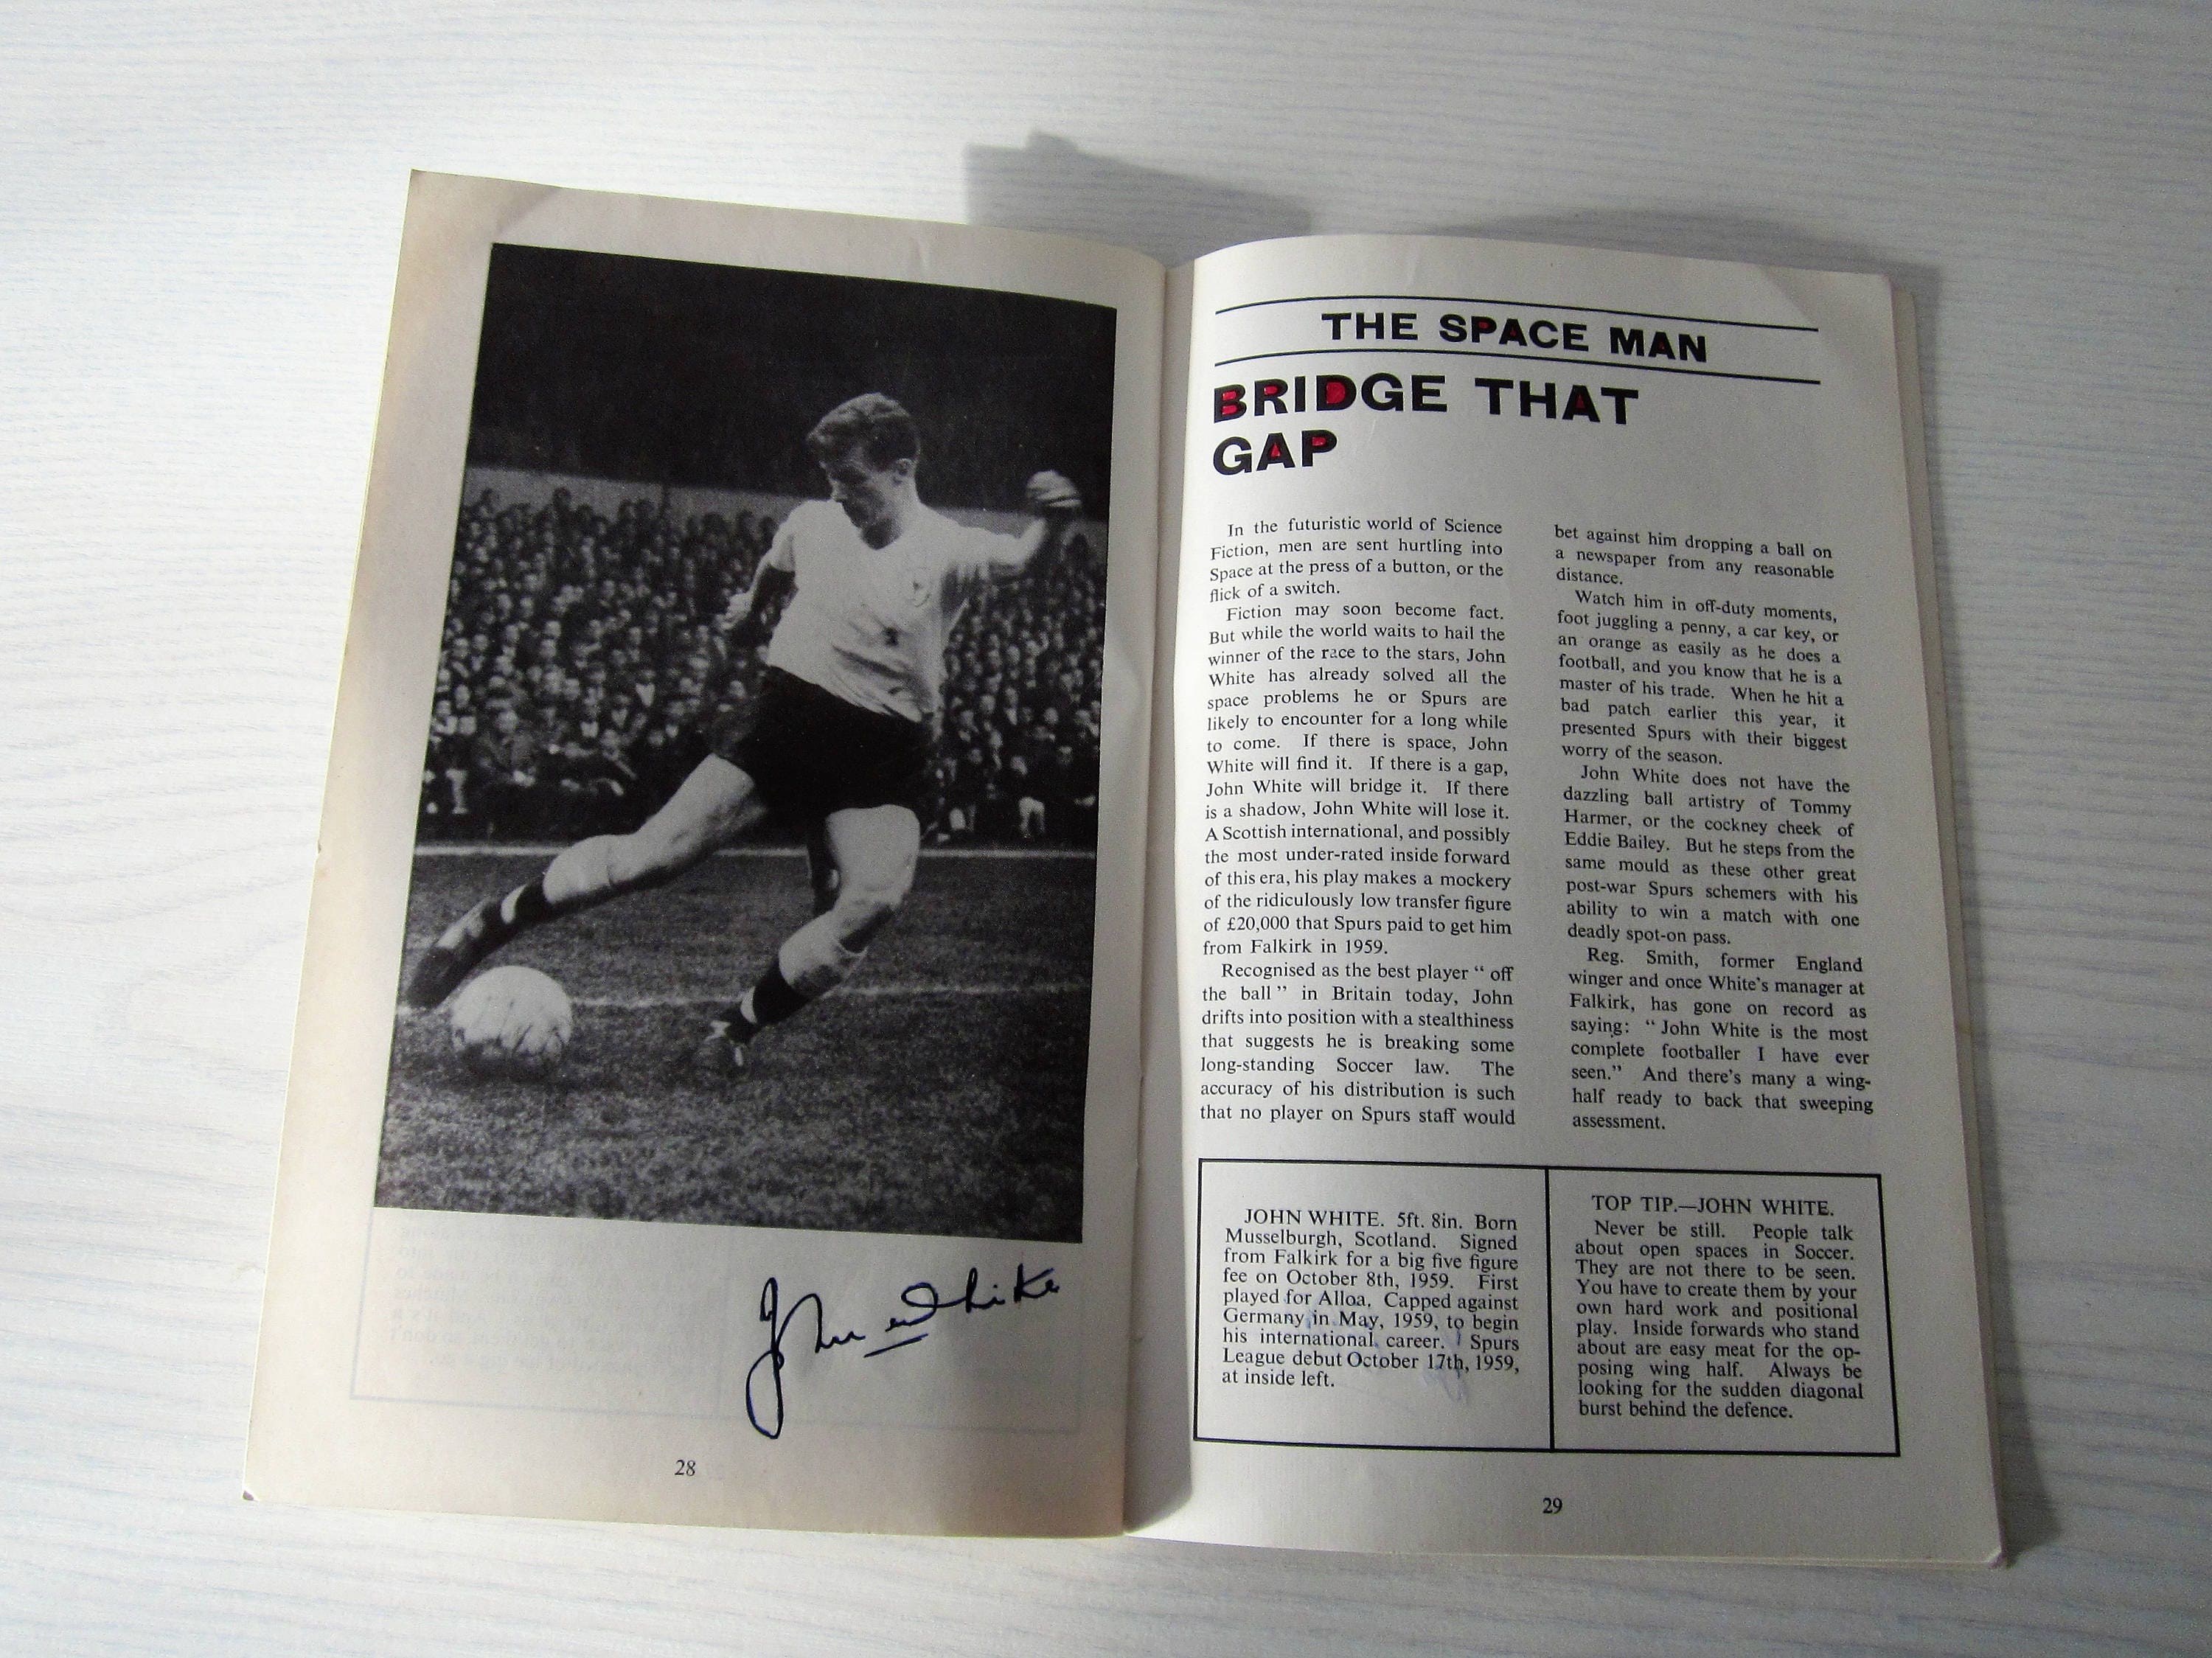 John White
28
THE SPACE MAN
BRIDGE THAT
GAP
In the futuristic world of Science
Fiction, men are sent hurtling into
Space at the press of a button, or the
flick of a switch.
Fiction may soon become fact.
But while the world waits to hail the
winner of the race to the stars, John
White has already solved all the
space problems he or Spurs are
likely to encounter for a long while
to come. If there is space, John
White will find it. If there is a gap,
John White will bridge it. If there
is a shadow, John White will lose it.
A Scottish international, and possibly
the most under-rated inside forward
of this era, his play makes a mockery
of the ridiculously low transfer figure
of £20,000 that Spurs paid to get him
from Falkirk in 1959.
Recognised as the best player “ off
the ball ” in Britain today, John
drifts into position with a stealthiness
that suggests he is breaking some
long-standing Soccer law. The
accuracy of his distribution is such
that no player on Spurs staff would
bet against him dropping a ball on
a newspaper from any reasonable
distance.
Watch him in off-duty moments,
foot juggling a penny, a car key, or
an orange as easily as he does a
football, and you know that he is a
master of his trade. When he hit a
bad patch earlier this year, it
presented Spurs with their biggest
worry of the season.
John White does not have the
dazzling ball artistry of Tommy
Harmer, or the cockney cheek of
Eddie Bailey. But he steps from the
same mould as these other great
post-war Spurs schemers with his
ability to win a match with one
deadly spot-on pass.
Reg. Smith, former England
winger and once White's manager at
Falkirk, has gone on record as
saying: “ John White is the most
complete footballer I have ever
seen.” And there's many a wing-
half ready to back that sweeping
assessment.
JOHN WHITE. 5ft. 8in. Born
Musselburgh, Scotland. Signed
from Falkirk for a big five figure
fee on October 8th, 1959. First
played for Alloa. Capped against
Germany in May, 1959, to begin
his international career. Spurs
League debut October 17th, 1959,
at inside left.
TOP TIP.—JOHN WHITE.
Never be still. People talk
about open spaces in Soccer.
They are not there to be seen.
You have to create them by your
own hard work and positional
play. Inside forwards who stand
about are easy meat for the op-
posing wing half. Always be
looking for the sudden diagonal
burst behind the defence.
29